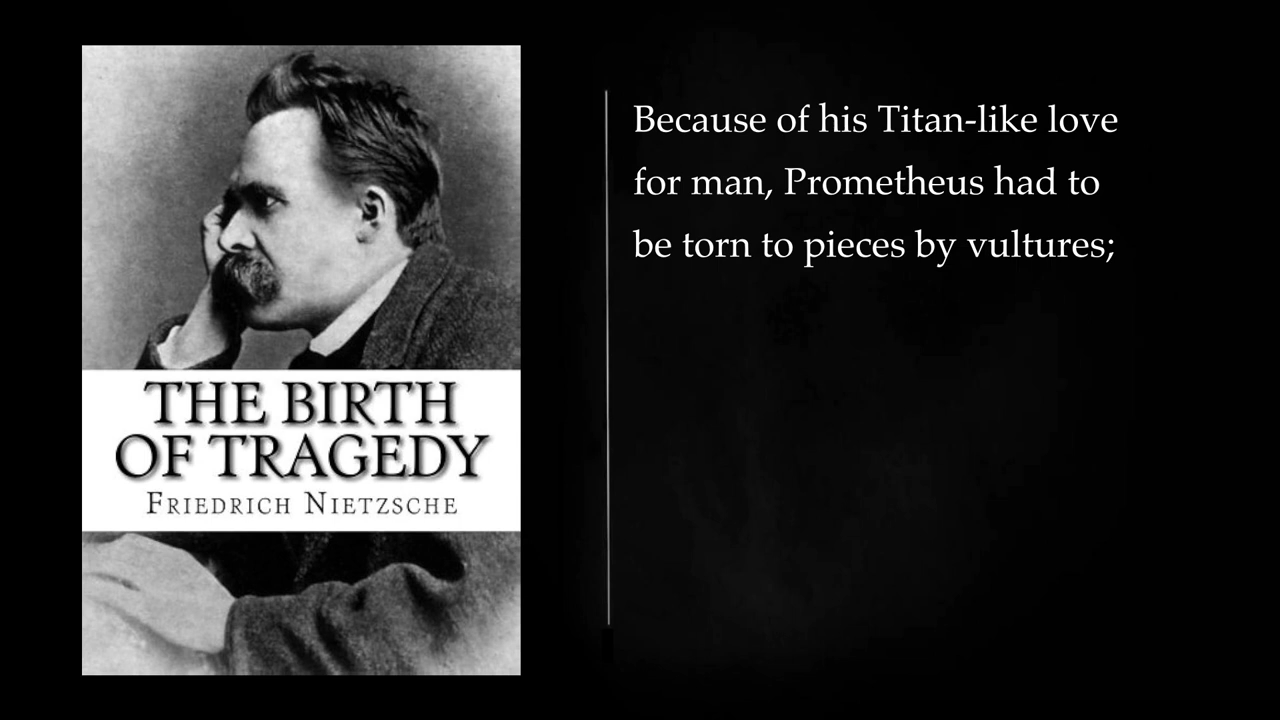 THE BIRTH
OF TRAGEDY
Friedrich Nietzsche
Because of his Titan-like love
for man, Prometheus had to
be torn to pieces by vultures;